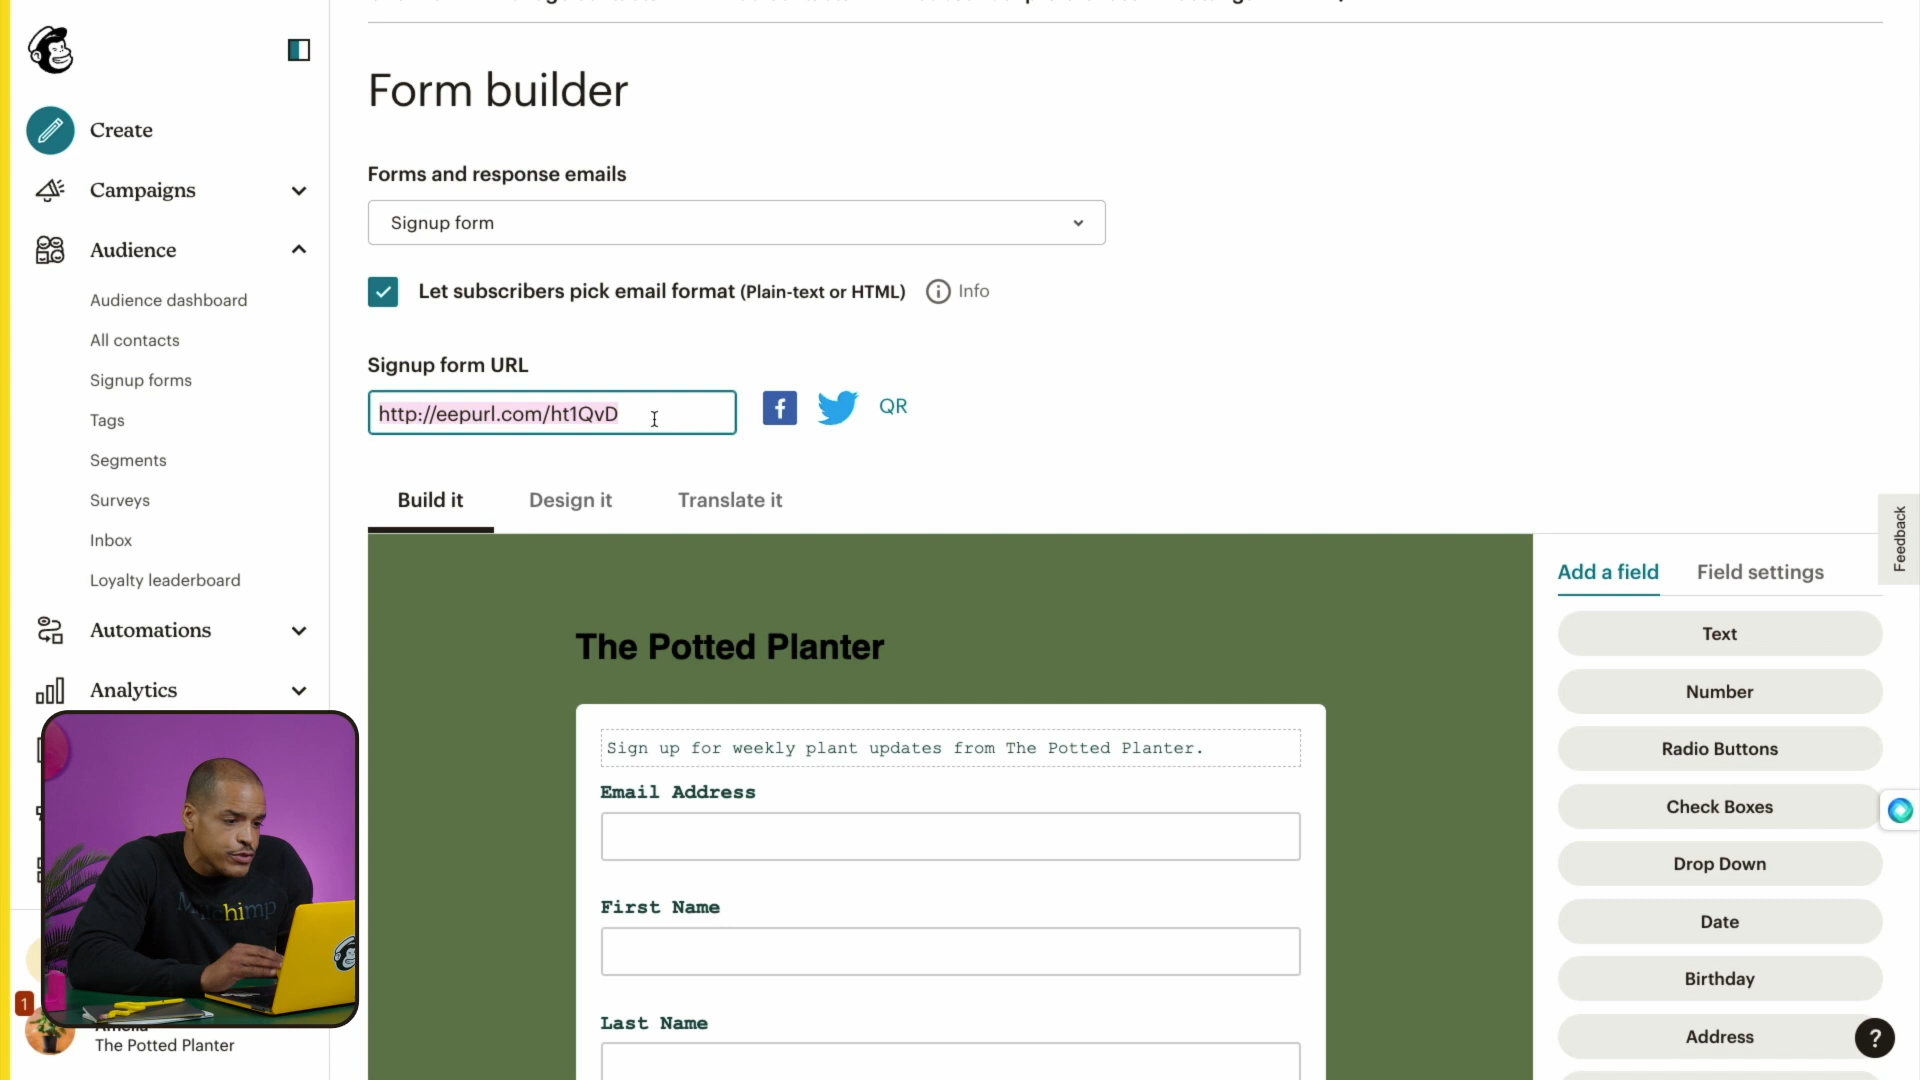 Form builder
Create
Campaigns
Audience
Audience dashboard
All contacts
Signup forms
Tags
Segments
Surveys
Inbox
Loyalty leaderboard
Automations
Analytics
The Potted Planter
1
Forms and response emails
Signup form
Let subscribers pick email format (Plain-text or HTML)
Info
Signup form URL
http://eepurl.com/ht1QvD
QR
Build it
Design it
Translate it
The Potted Planter
Sign up for weekly plant updates from The Potted Planter.
Email Address
First Name
Last Name
Add a field
Field settings
Text
Number
Radio Buttons
Check Boxes
Drop Down
Date
Birthday
Address
Feedback
?